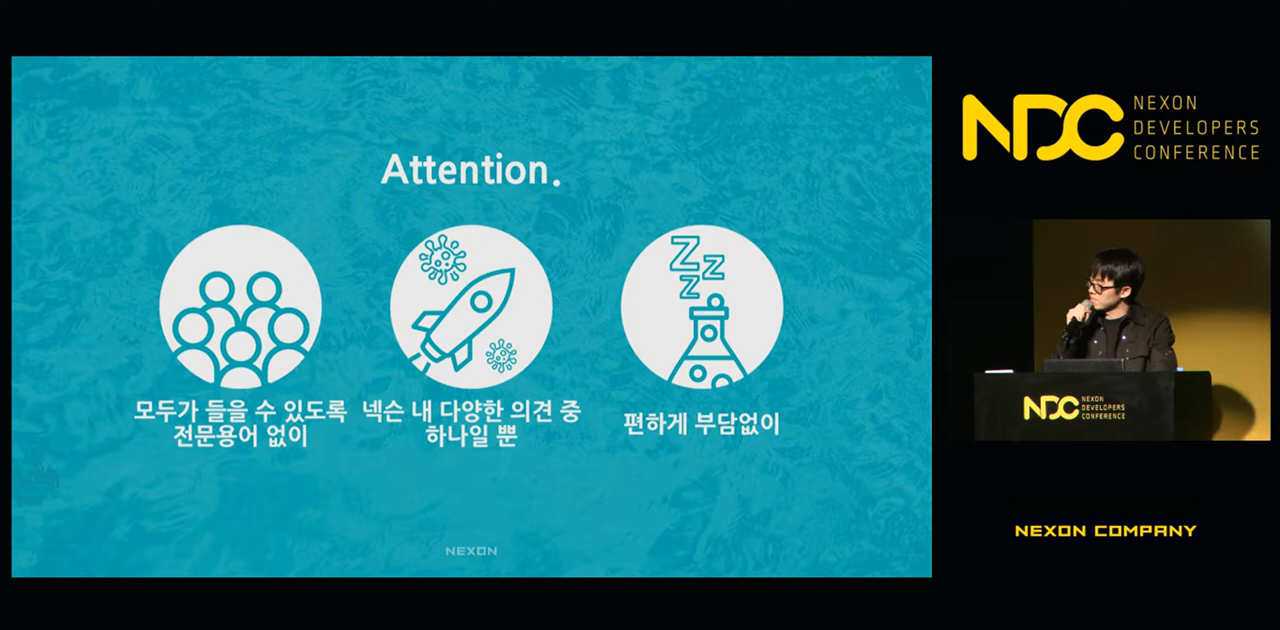 Attention.
모두가 들을 수 있도록
전문용어 없이
넥슨 내 다양한 의견 중
하나일 뿐
Z
Z
Z
편하게 부담없이
NEXON
NDC
NEXON
DEVELOPERS
CONFERENCE
NDC
NEXON
DEVELOPERS
CONFERENCE
NEXON COMPANY